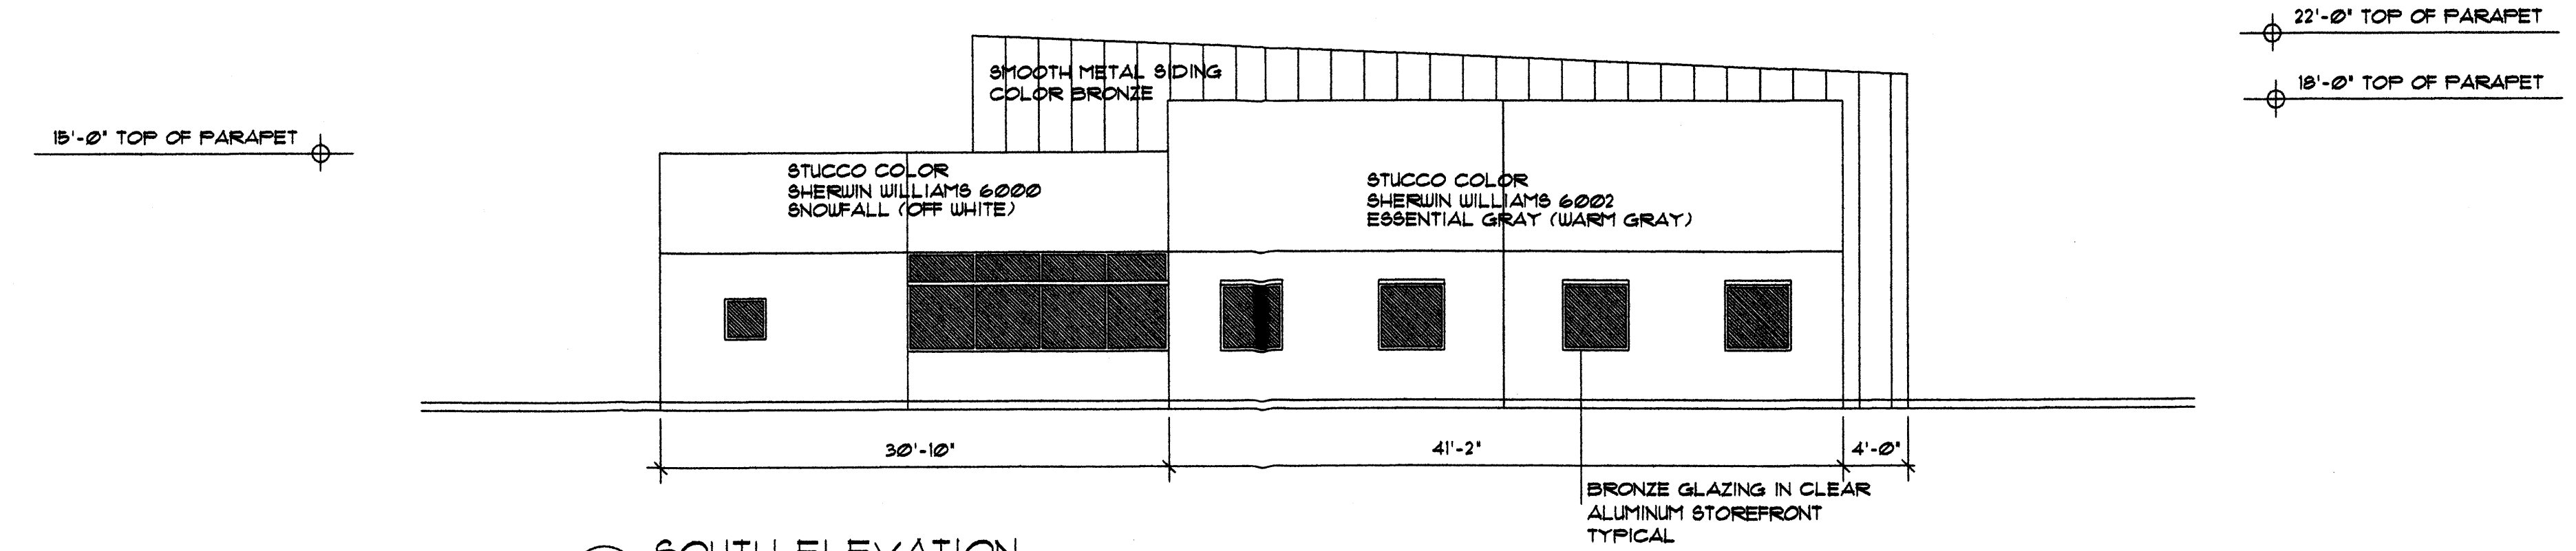 22'-0" TOP OF PARAPET
SMOOTH METAL SIDING
COLOR BRONZE
18'-0" TOP OF PARAPET
15'-0" TOP OF PARAPET
STUCCO COLOR
SHERWIN WILLIAMS 6000
SNOWFALL (OFF WHITE)
STUCCO COLOR
SHERWIN WILLIAMS 6002
ESSENTIAL GRAY (WARM GRAY)
30'-10"
41'-2"
4'-0"
BRONZE GLAZING IN CLEAR
ALUMINUM STOREFRONT
TYPICAL
SOUTH ELEVATION